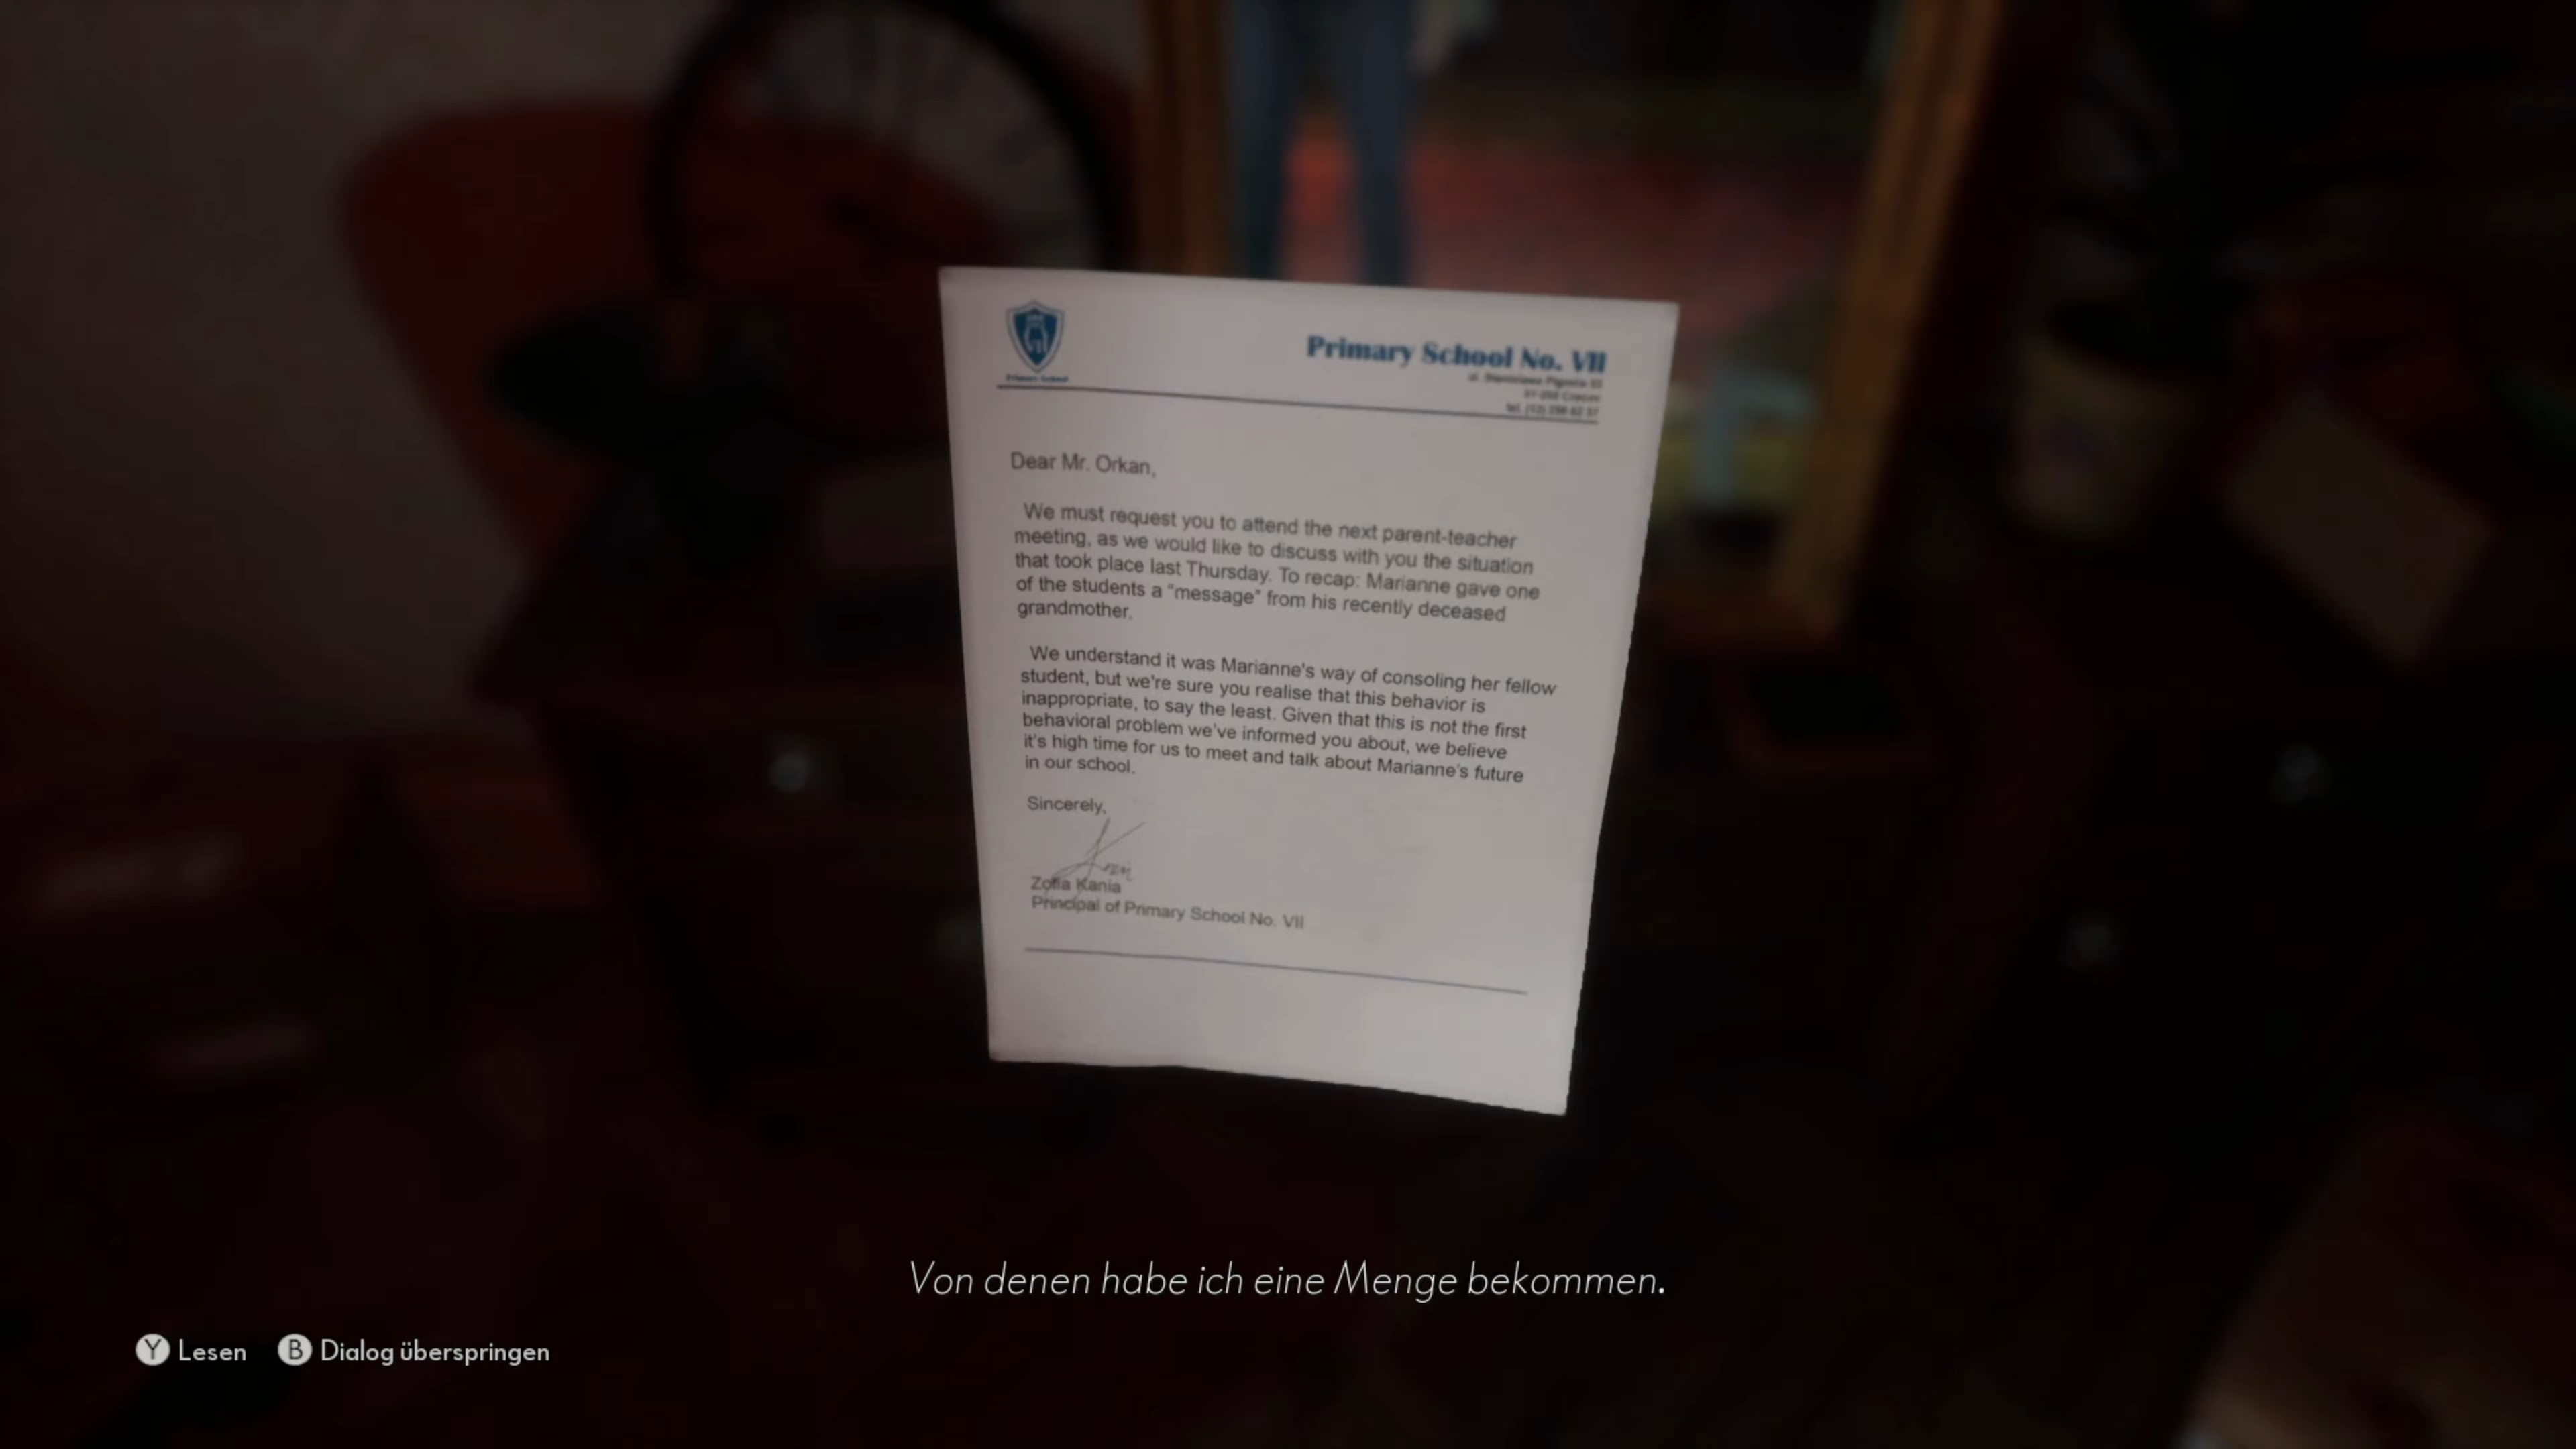 Primary School No. VII
Primary School
Dear Mr. Orkan,
We must request you to attend the next parent-teacher
meeting, as we would like to discuss with you the situation
that took place last Thursday. To recap: Marianne gave one
of the students a “message” from his recently deceased
grandmother.
We understand it was Marianne's way of consoling her fellow
student, but we're sure you realise that this behavior is
inappropriate, to say the least. Given that this is not the first
behavioral problem we've informed you about, we believe
it's high time for us to meet and talk about Marianne's future
in our school.
Sincerely,
Zofia Kania
Principal of Primary School No. VII
Von denen habe ich eine Menge bekommen.
Y Lesen B Dialog überspringen